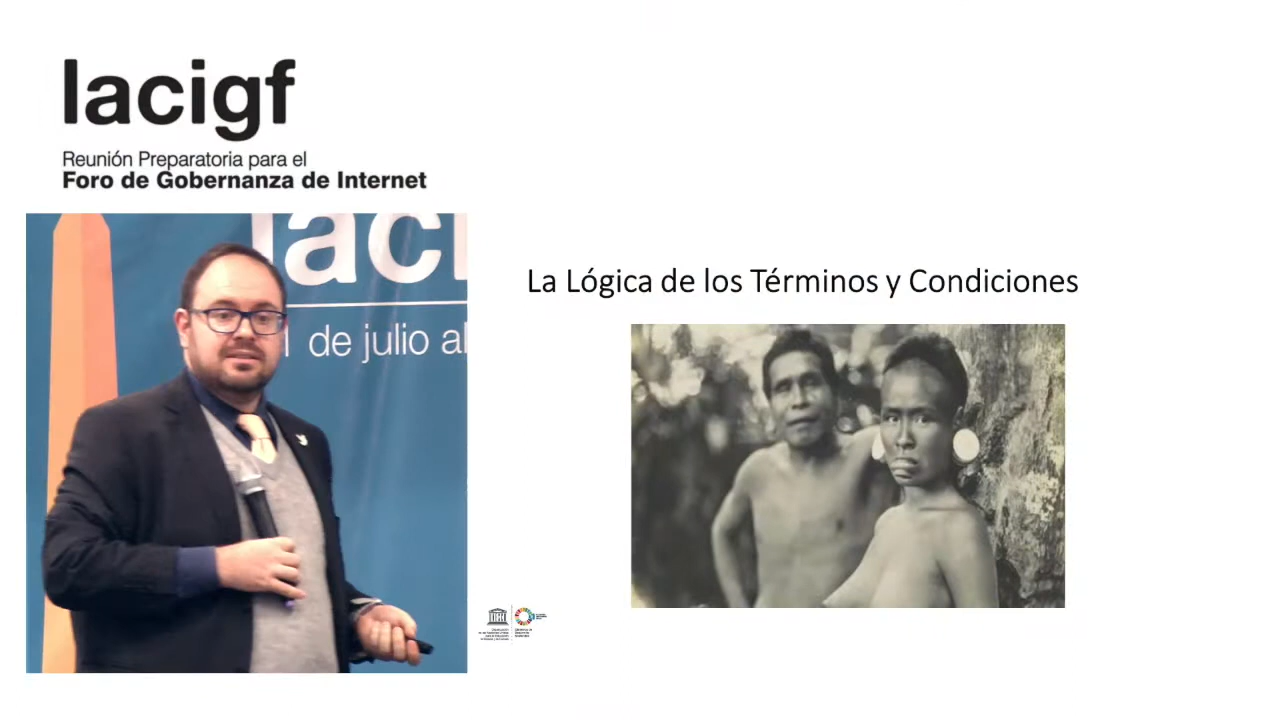 lacigf
Reunión Preparatoria para el
Foro de Gobernanza de Internet
laci
de julio al
La Lógica de los Términos y Condiciones